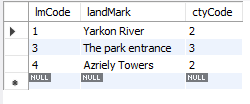 lmCode landMark ctyCode
1 Yarkon River 2
3 The park entrance 3
4 Azriely Towers 2
NULL NULL NULL